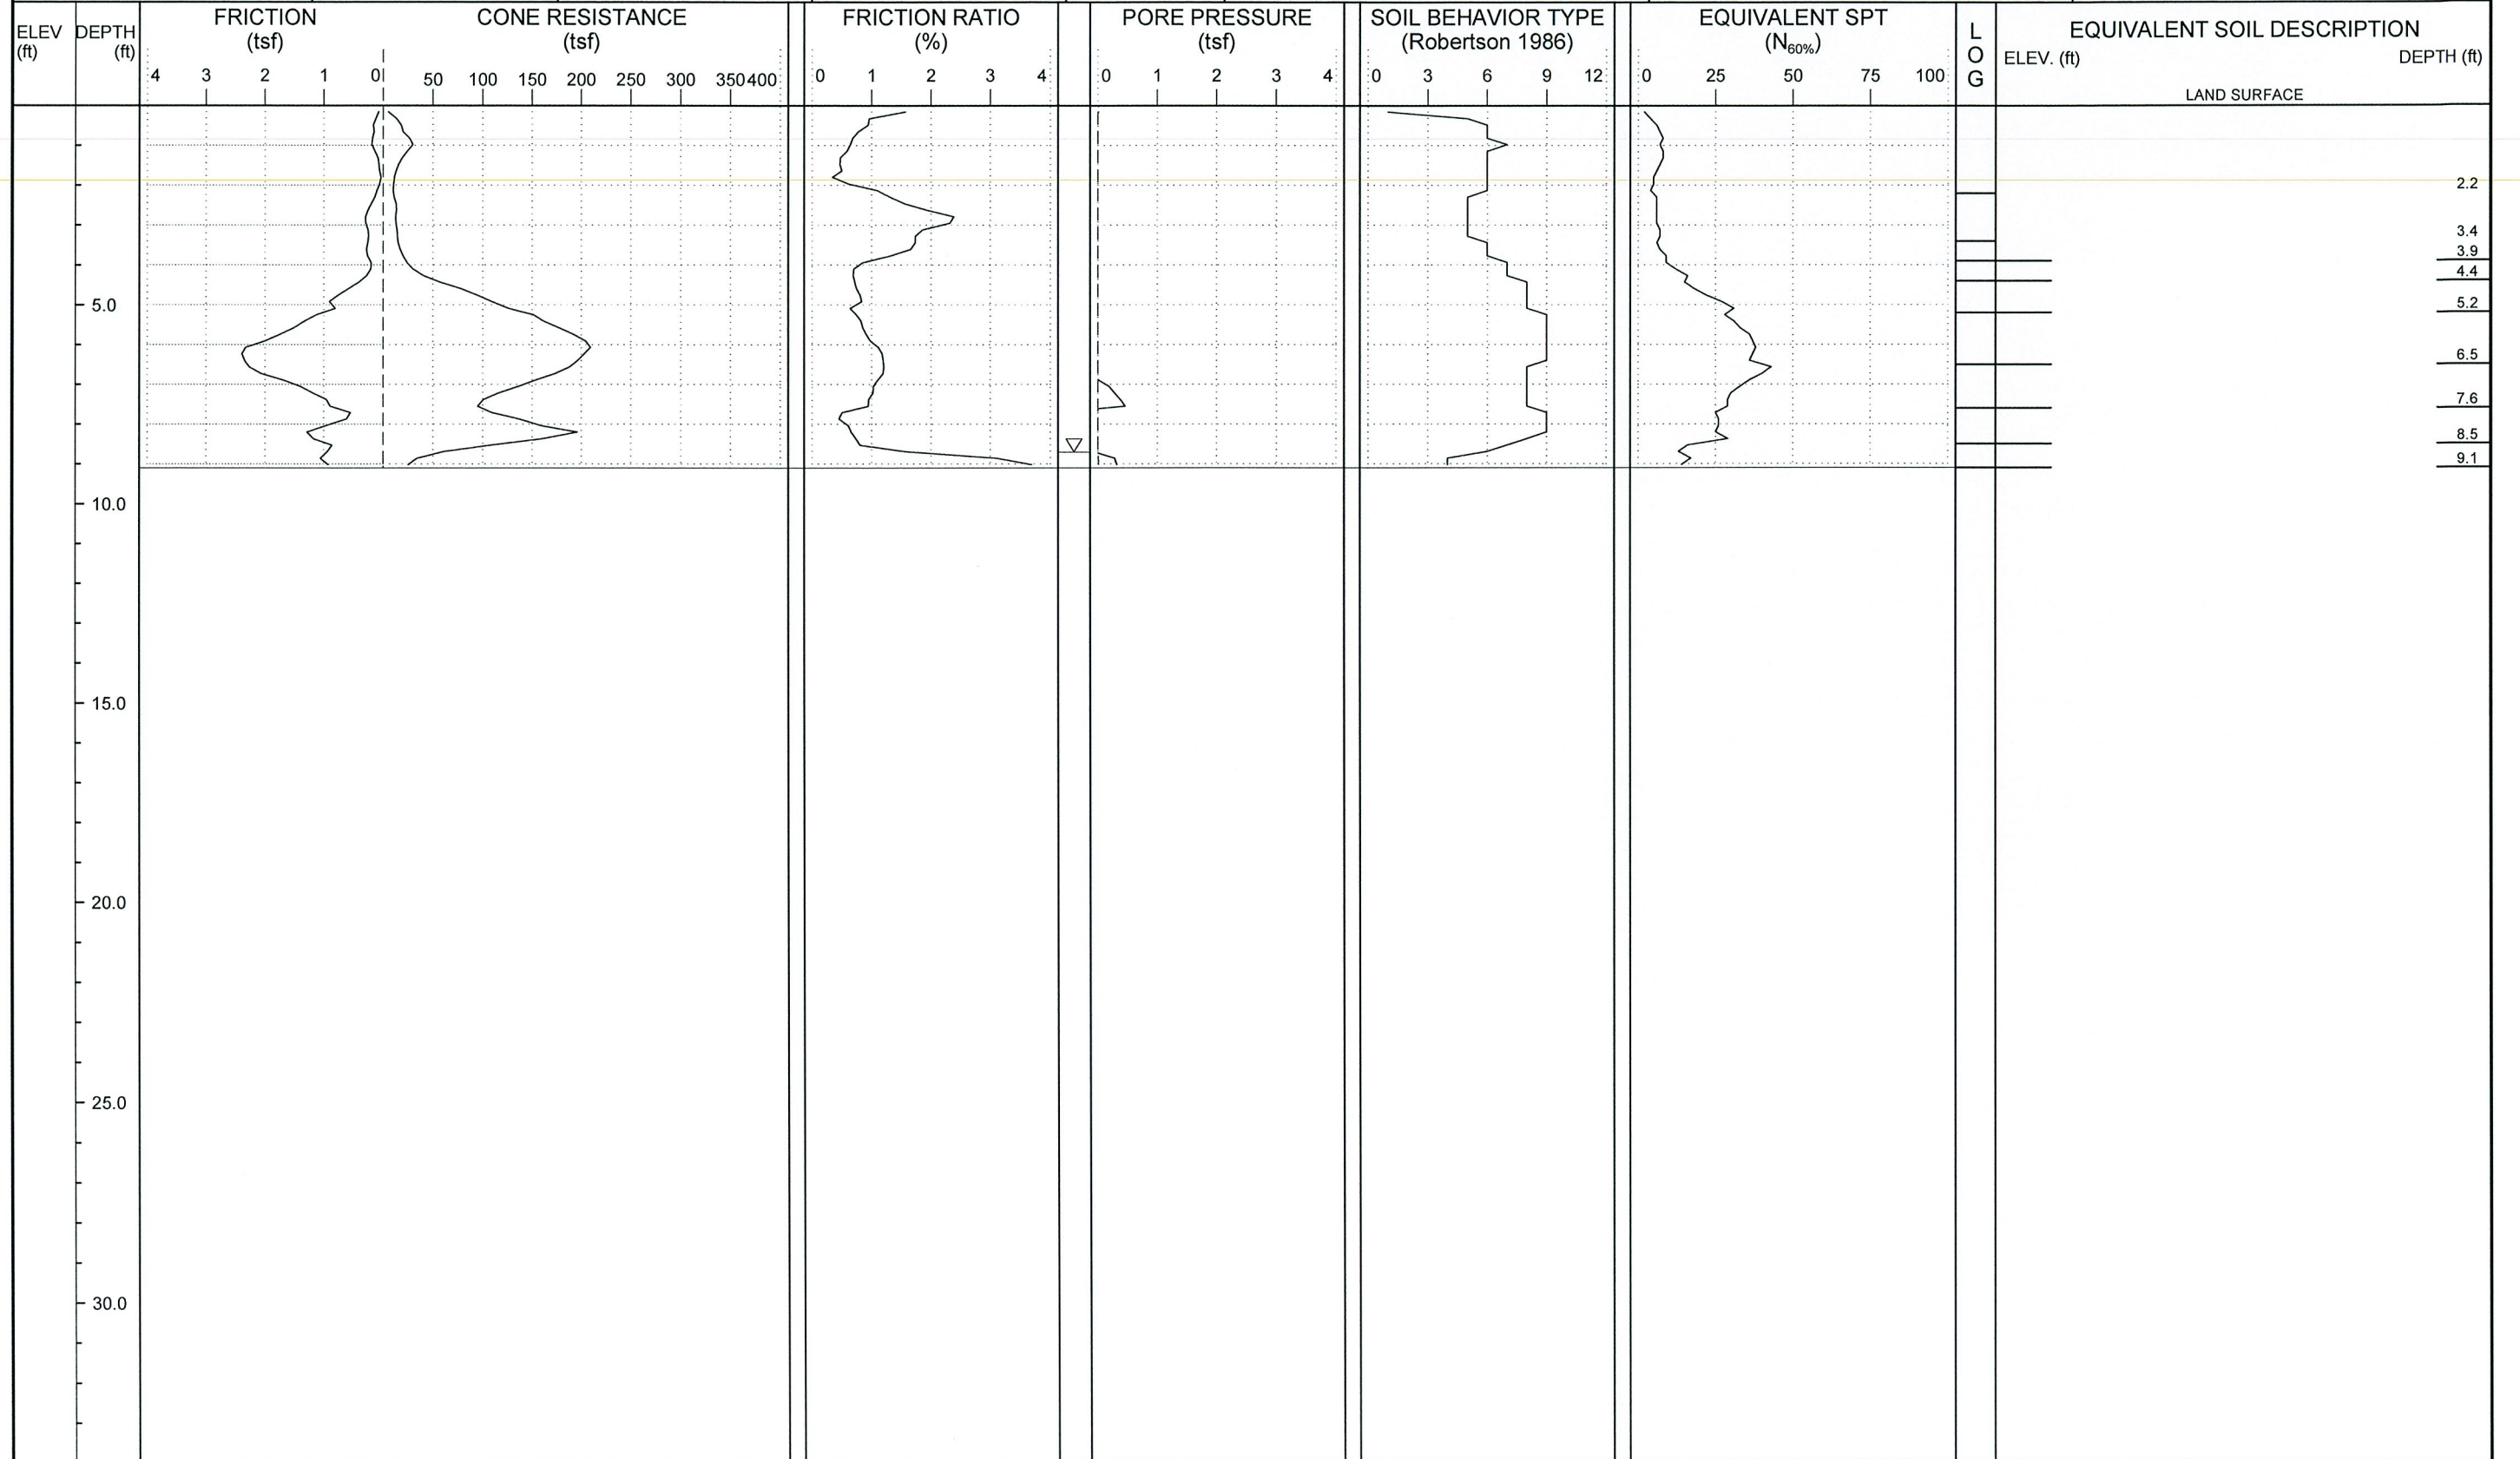 ELEV
(ft)
DEPTH
(ft)
FRICTION
(tsf)
4 3 2 1 0
CONE RESISTANCE
(tsf)
50 100 150 200 250 300 350 400
FRICTION RATIO
(%)
0 1 2 3 4
PORE PRESSURE
(tsf)
0 1 2 3 4
SOIL BEHAVIOR TYPE
(Robertson 1986)
0 3 6 9 12
EQUIVALENT SPT
(N60%)
0 25 50 75 100
L
O
G
EQUIVALENT SOIL DESCRIPTION
ELEV. (ft) DEPTH (ft)
LAND SURFACE
2.2
3.4
3.9
4.4
5.2
6.5
7.6
8.5
9.1
5.0
10.0
15.0
20.0
25.0
30.0